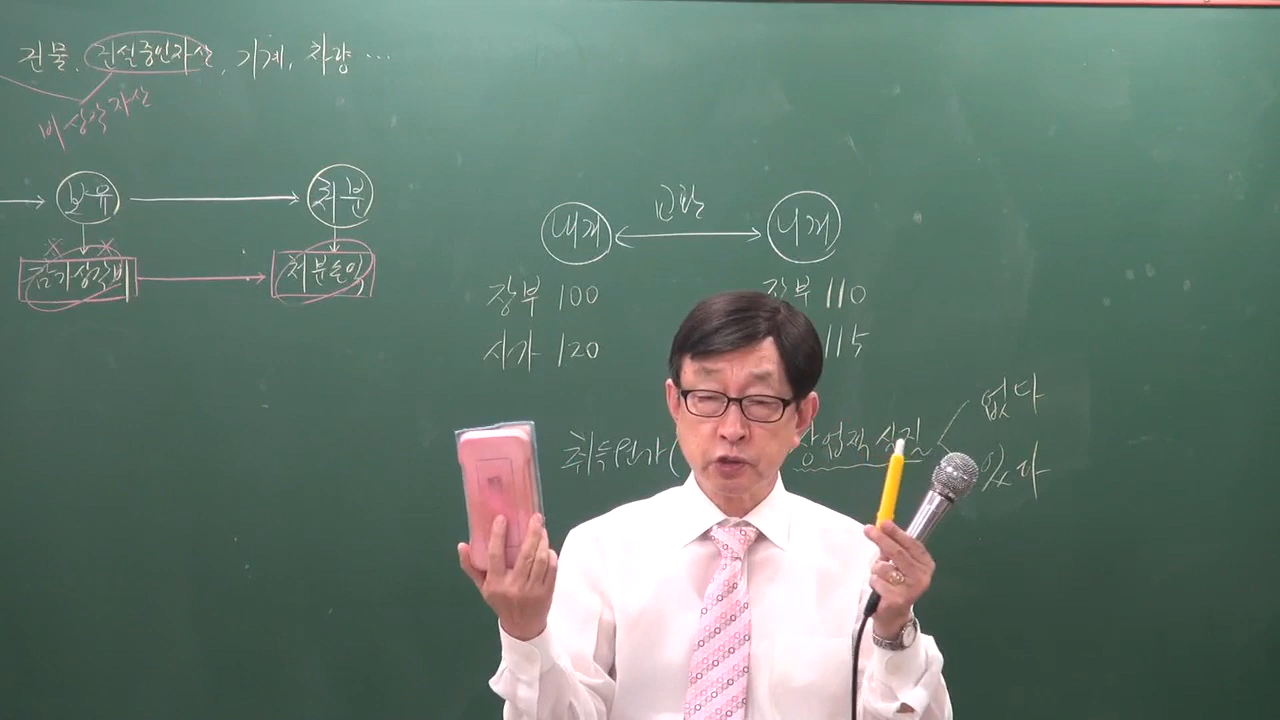 건물, 건설중인자산, 기계, 차량 ...
비상각자산
보유 처분
감가상각비 처분손익
교환
내꺼 니꺼
장부 100 장부 110
시가 120 115
없다
취득원가( 상업적 실질
있다